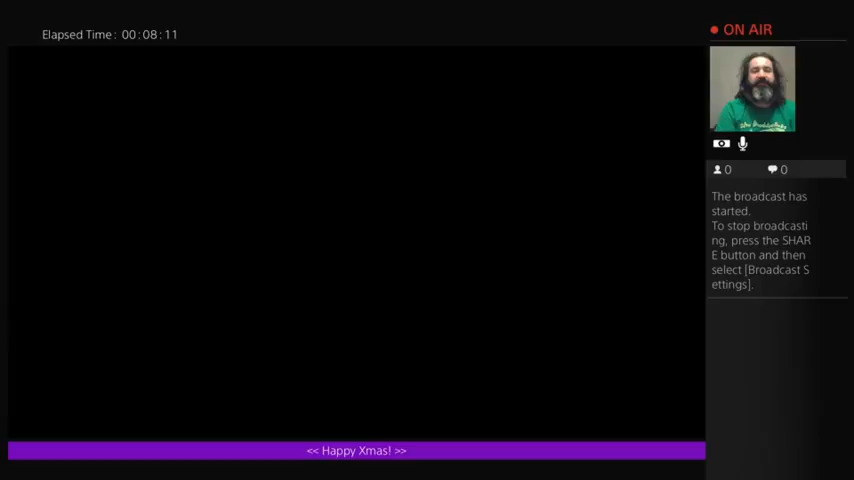 Elapsed Time: 00:08:11
ON AIR
0 0
The broadcast has
started.
To stop broadcasti
ng, press the SHAR
E button and then
select [Broadcast S
ettings].
<< Happy Xmas! >>